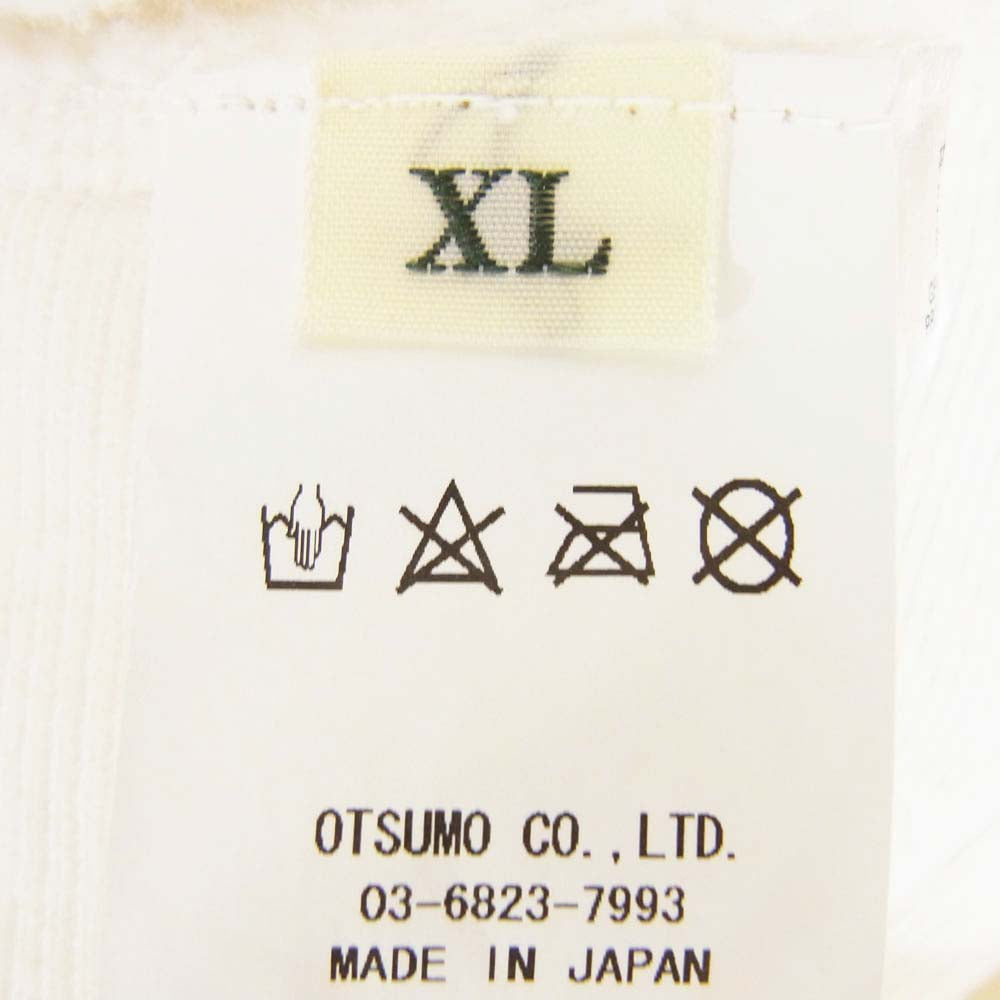 XL
OTSUMO CO.,LTD.
03-6823-7993
MADE IN JAPAN